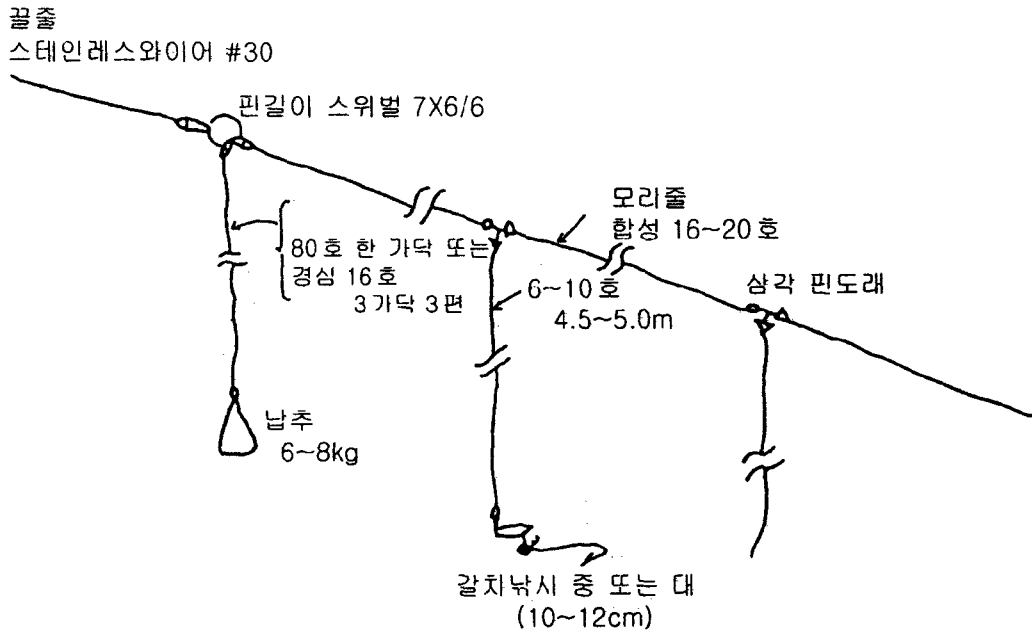 끌줄
스테인레스와이어 #30
핀길이 스위벌 7X6/6
모리줄
합성 16~20호
80호 한 가닥 또는
경심 16호
3가닥 3편
6~10호
4.5~5.0m
삼각 핀도래
납추
6~8kg
갈치낚시 중 또는 대
(10~12cm)